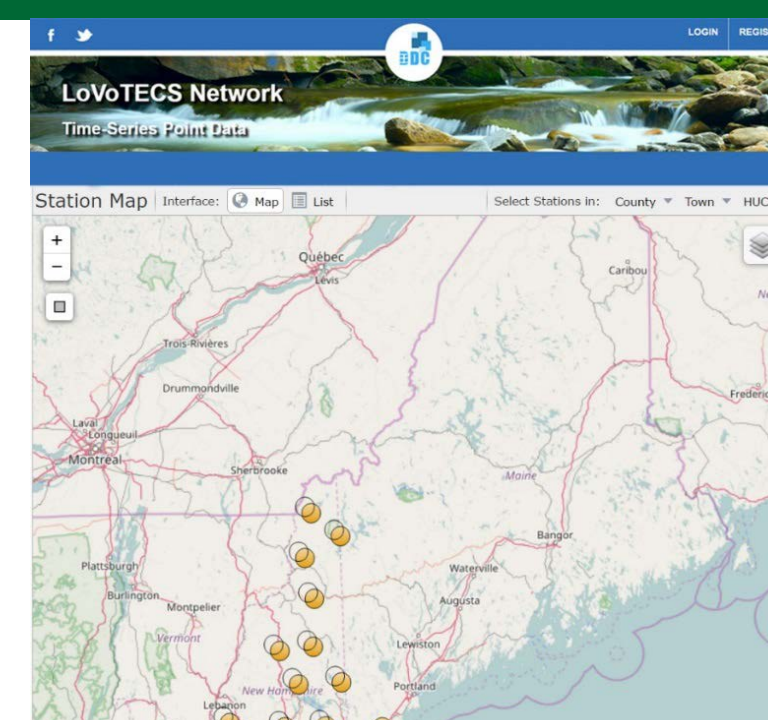 f
LOGIN REGIS
IDC
LoVoTECS Network
Time-Series Point Data
Station Map Interface: Map List Select Stations in: County Town HUC
+
−
Québec
Lévis
Caribou
Trois-Rivières
Drummondville
Frederic
Laval
Longueuil
Montreal
Sherbrooke
Maine
Bangor
Plattsburgh
Waterville
Burlington
Montpelier
Augusta
Vermont
Lewiston
New Hampshire
Portland
Lebanon